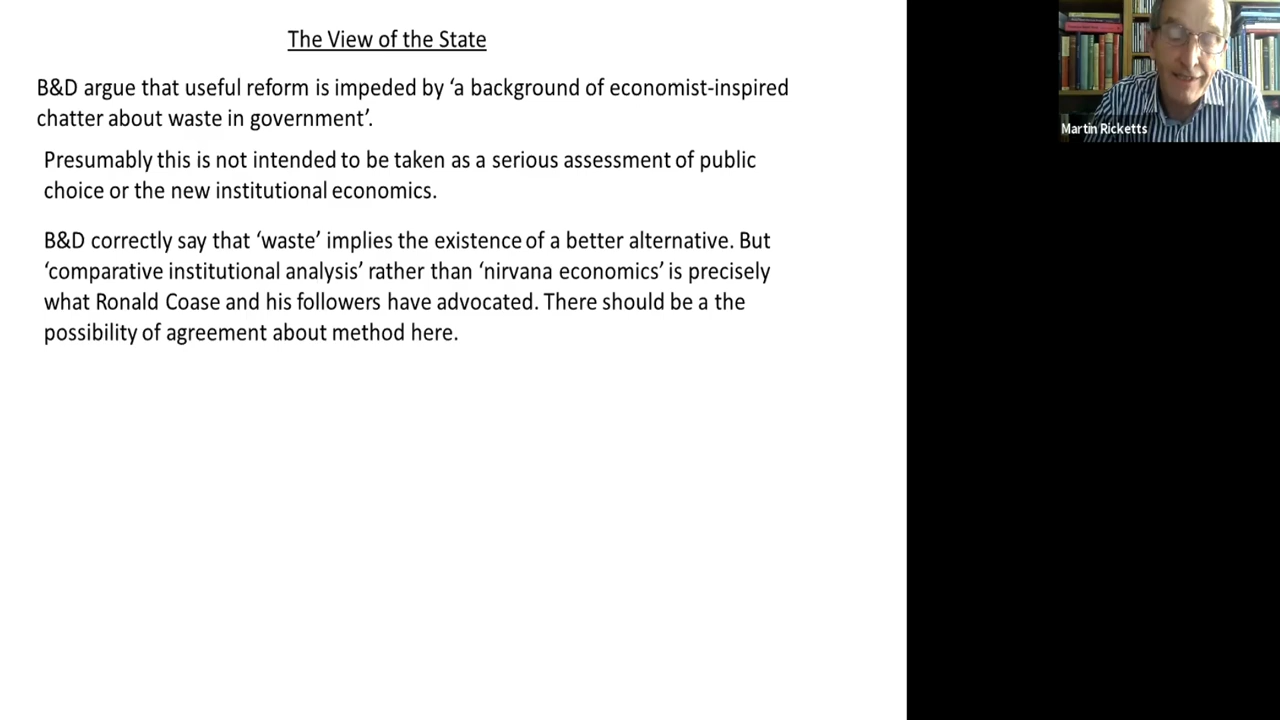 The View of the State
B&D argue that useful reform is impeded by ‘a background of economist-inspired
chatter about waste in government’.
Presumably this is not intended to be taken as a serious assessment of public
choice or the new institutional economics.
B&D correctly say that ‘waste’ implies the existence of a better alternative. But
‘comparative institutional analysis’ rather than ‘nirvana economics’ is precisely
what Ronald Coase and his followers have advocated. There should be a the
possibility of agreement about method here.
Martin Ricketts